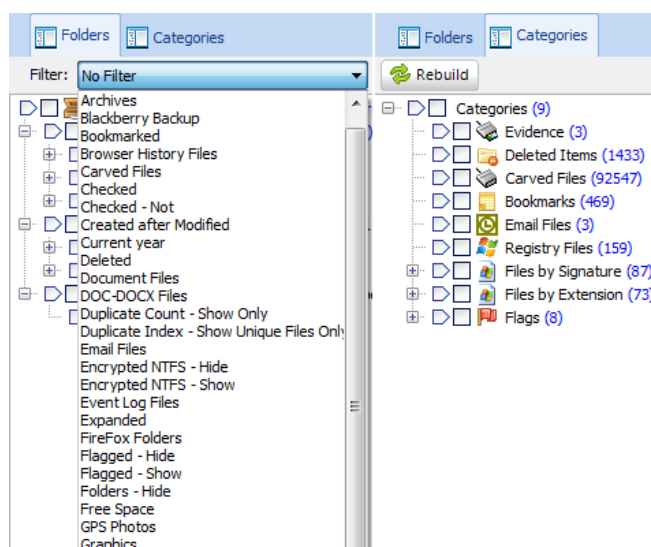 Folders
Categories
Filter:
No Filter
Archives
Blackberry Backup
Bookmarked
Browser History Files
Carved Files
Checked
Checked - Not
Created after Modified
Current year
Deleted
Document Files
DOC-DOCX Files
Duplicate Count - Show Only
Duplicate Index - Show Unique Files Onl
Email Files
Encrypted NTFS - Hide
Encrypted NTFS - Show
Event Log Files
Expanded
FireFox Folders
Flagged - Hide
Flagged - Show
Folders - Hide
Free Space
GPS Photos
Graphics
Folders
Categories
Rebuild
Categories (9)
Evidence (3)
Deleted Items (1433)
Carved Files (92547)
Bookmarks (469)
Email Files (3)
Registry Files (159)
Files by Signature (87)
Files by Extension (73)
Flags (8)